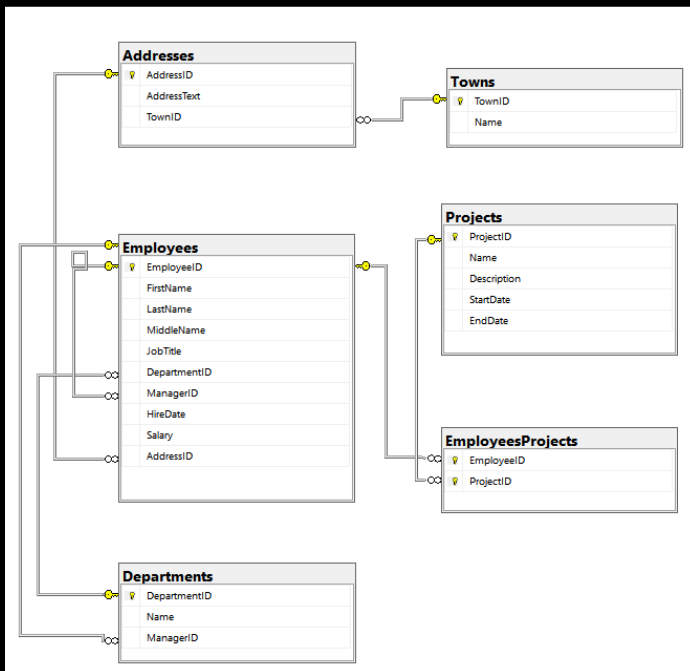 Addresses
AddressID
AddressText
TownID
Towns
TownID
Name
Employees
EmployeeID
FirstName
LastName
MiddleName
JobTitle
DepartmentID
ManagerID
HireDate
Salary
AddressID
Projects
ProjectID
Name
Description
StartDate
EndDate
EmployeesProjects
EmployeeID
ProjectID
Departments
DepartmentID
Name
ManagerID